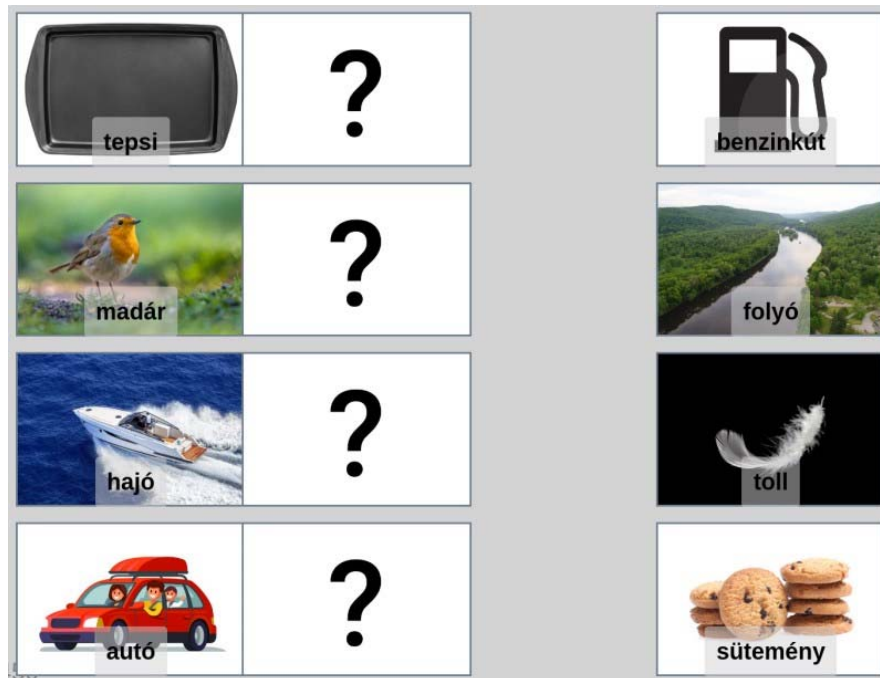 tepsi
?
benzinkút
madár
?
folyó
hajó
?
toll
autó
?
sütemény